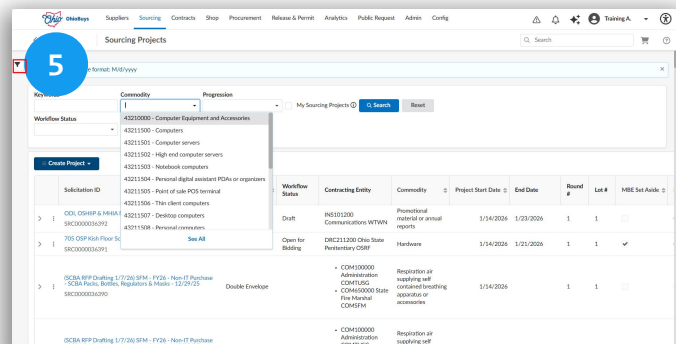 Ohio OhioBuys Suppliers Sourcing Contracts Shop Procurement Release & Permit Analytics Public Request Admin Config Training A.
Sourcing Projects Search
5
format: M/d/yyyy
Keywords Commodity Progression
My Sourcing Projects Search Reset
Workflow Status
43210000 - Computer Equipment and Accessories
43211500 - Computers
43211501 - Computer servers
43211502 - High end computer servers
43211503 - Notebook computers
43211504 - Personal digital assistant PDAs or organizers
43211505 - Point of sale POS terminal
43211506 - Thin client computers
43211507 - Desktop computers
43211508 - Personal computers
See All
Create Project
Solicitation ID Workflow Status Contracting Entity Commodity Project Start Date End Date Round # Lot # MBE Set Aside
ODI, OSHIIP & MHIA
SRC0000036392
Draft
INS101200 Communications WTWN
Promotional material or annual reports
1/14/2026 1/23/2026 1 1
705 OSP Kish Floor Sc
SRC0000036391
Open for Bidding
DRC211200 Ohio State Penitentiary OSRF
Hardware
1/14/2026 1/21/2026 1 1
(SCBA RFP Drafting 1/7/26) SFM - FY26 - Non-IT Purchase
- SCBA Packs, Bottles, Regulators & Masks - 12/29/25
SRC0000036390
Double Envelope
COM100000 Administration COMTUSG
COM650000 State Fire Marshal COMSFM
Respiration air supplying self contained breathing apparatus or accessories
1/14/2026 1 1
(SCBA RFP Drafting 1/7/26) SFM - FY26 - Non-IT Purchase
COM100000 Administration
Respiration air supplying self